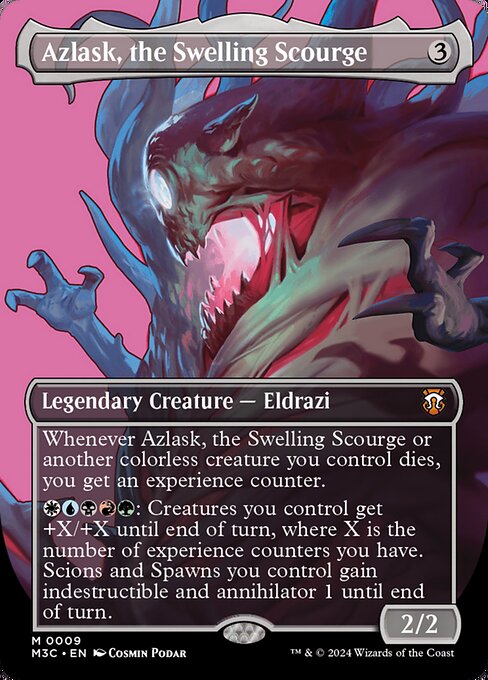 Azlask, the Swelling Scourge 3
Legendary Creature — Eldrazi
Whenever Azlask, the Swelling Scourge or
another colorless creature you control dies,
you get an experience counter.
: Creatures you control get
+X/+X until end of turn, where X is the
number of experience counters you have.
Scions and Spawns you control gain
indestructible and annihilator 1 until end
of turn.
2/2
M 0009
M3C • EN Cosmin Podar
™ & © 2024 Wizards of the Coast